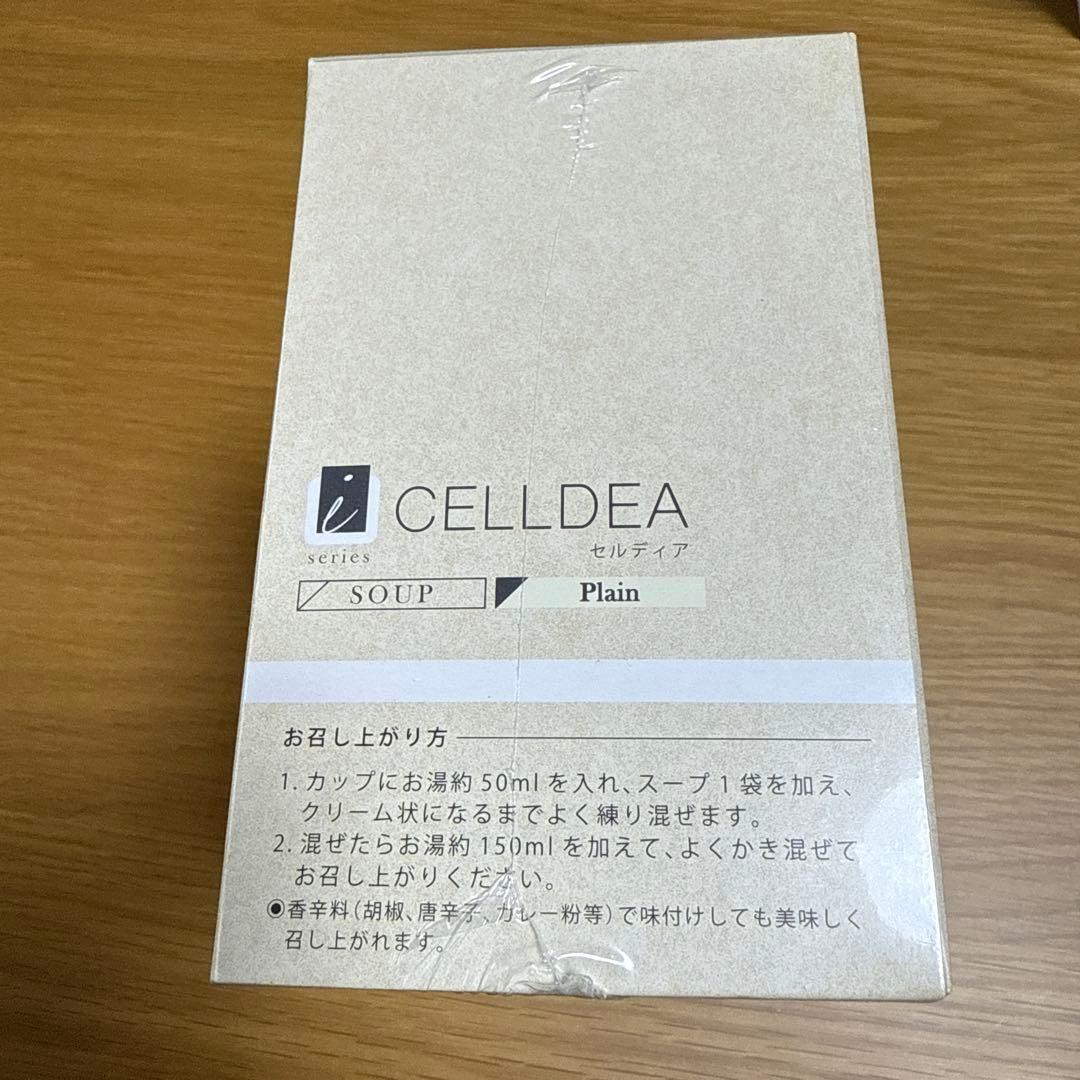 i
series
CELLDEA
セルディア
SOUP
Plain
お召し上がり方
1. カップにお湯約 50ml を入れ、スープ 1 袋を加え、
クリーム状になるまでよく練り混ぜます。
2. 混ぜたらお湯約 150ml を加えて、よくかき混ぜて
お召し上がりください。
◉香辛料(胡椒、唐辛子、カレー粉等)で味付けしても美味しく
召し上がれます。